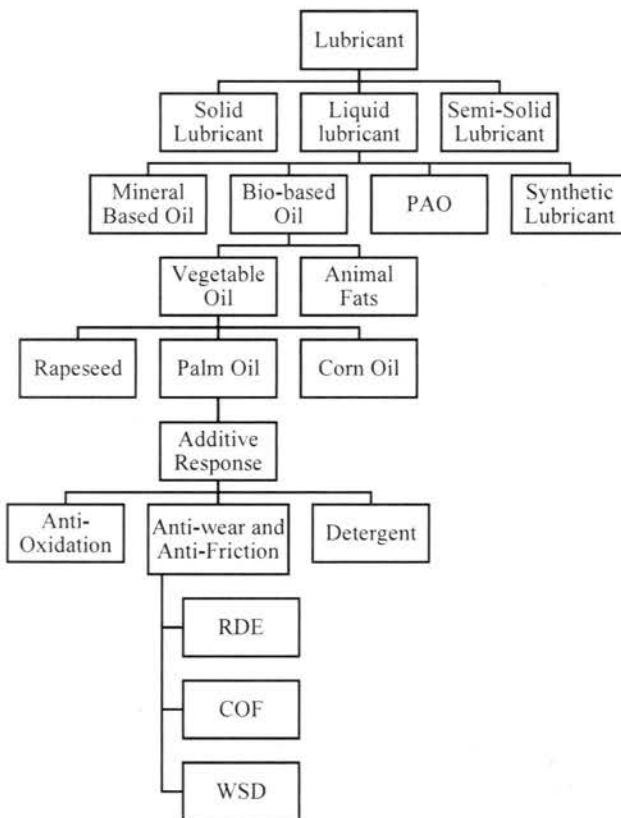 Lubricant
Solid
Lubricant
Liquid
lubricant
Semi-Solid
Lubricant
Mineral
Based Oil
Bio-based
Oil
PAO
Synthetic
Lubricant
Vegetable
Oil
Animal
Fats
Rapeseed
Palm Oil
Corn Oil
Additive
Response
Anti-
Oxidation
Anti-wear and
Anti-Friction
Detergent
RDE
COF
WSD